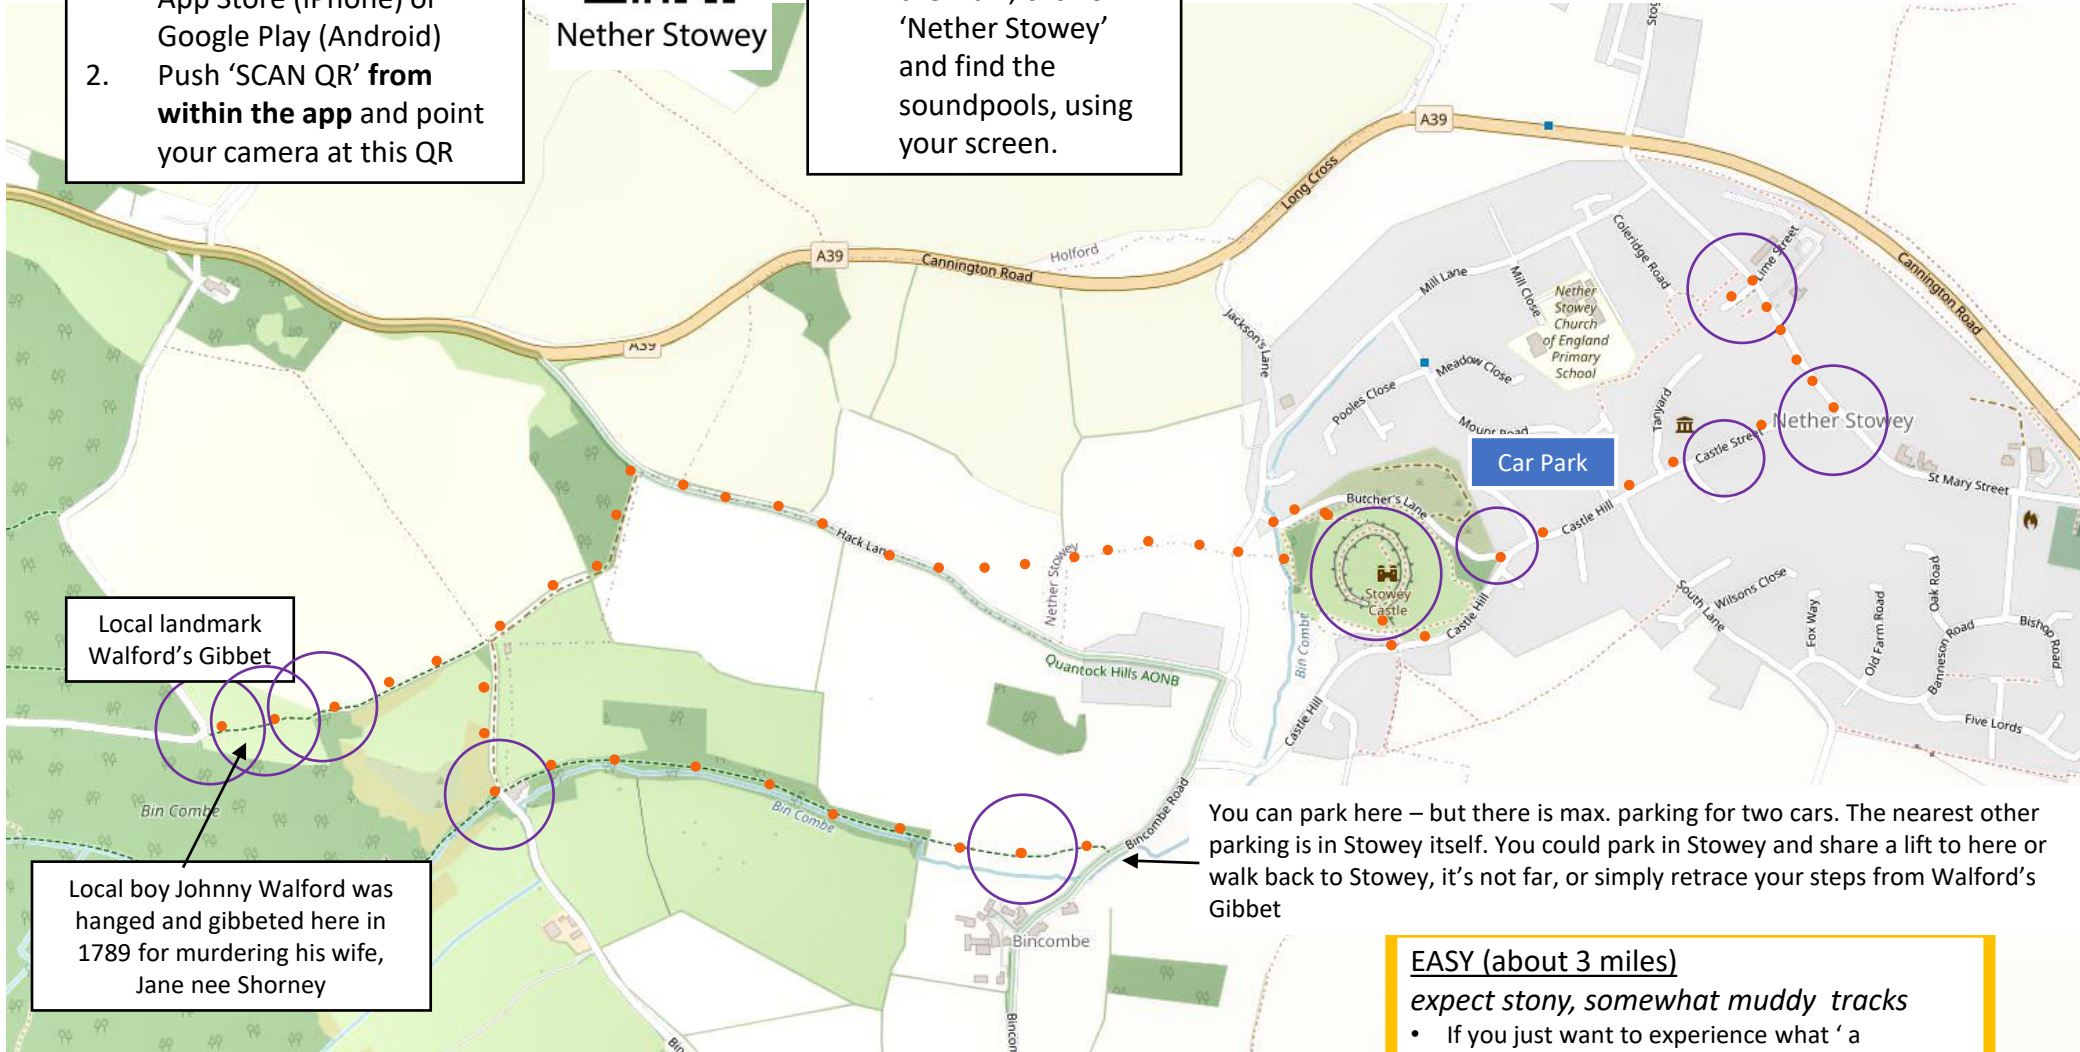 App Store (iPhone) or
Google Play (Android)
2. Push ‘SCAN QR’ from
within the app and point
your camera at this QR
Nether Stowey
‘Nether Stowey’
and find the
soundpools, using
your screen.
A39
Long Cross
A39
Cannington Road
Holford
A39
Cannington Road
Coleridge Road
Lime Street
Mill Lane
Mill Close
Nether
Stowey
Church
of England
Primary
School
Jackson's Lane
Meadow Close
Pooles Close
Mount Road
Tanyard
Castle Street
Nether Stowey
St Mary Street
Car Park
Butcher's Lane
Castle Hill
Hack Lane
Nether Stowey
Stowey
Castle
Castle Hill
Bin Combe
South Lane
Wilsons Close
Fox Way
Old Farm Road
Oak Road
Banneson Road
Bishop Road
Five Lords
Quantock Hills AONB
Castle Hill
Local landmark
Walford’s Gibbet
Bin Combe
Bin Combe
Bincombe Road
You can park here – but there is max. parking for two cars. The nearest other
parking is in Stowey itself. You could park in Stowey and share a lift to here or
walk back to Stowey, it’s not far, or simply retrace your steps from Walford’s
Gibbet
Local boy Johnny Walford was
hanged and gibbeted here in
1789 for murdering his wife,
Jane nee Shorney
Bincombe
EASY (about 3 miles)
expect stony, somewhat muddy tracks
• If you just want to experience what ‘ a